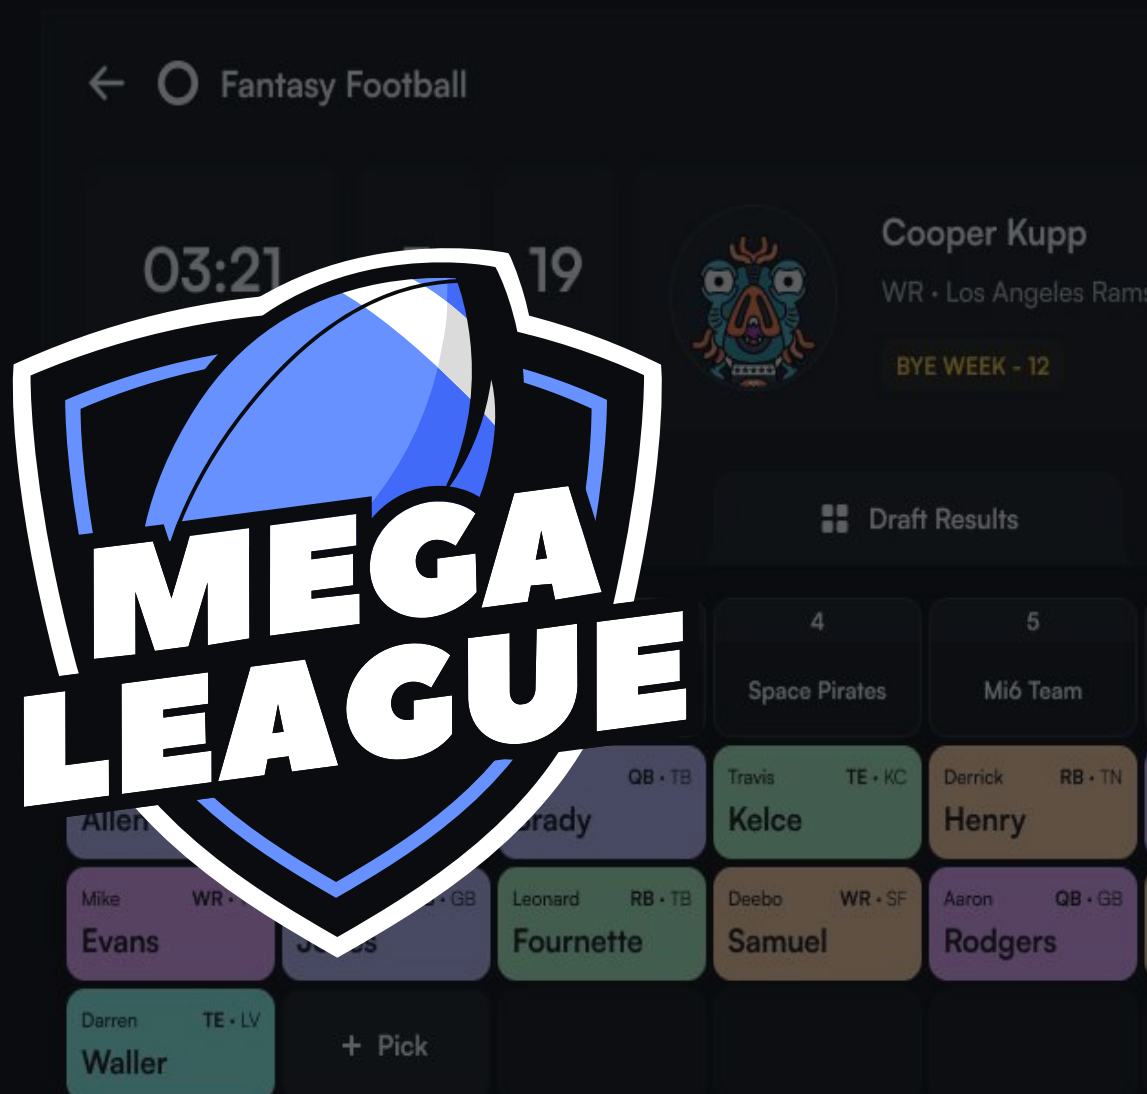 Fantasy Football
03:21
19
Cooper Kupp
WR • Los Angeles Rams
BYE WEEK - 12
MEGA
LEAGUE
Draft Results
4
5
Space Pirates
Mi6 Team
QB • TB
Travis TE • KC
Derrick RB • TN
Allen
Brady
Kelce
Henry
Mike WR •
GB
Leonard RB • TB
Deebo WR • SF
Aaron QB • GB
Evans
Fournette
Samuel
Rodgers
Darren TE • LV
Waller
+ Pick